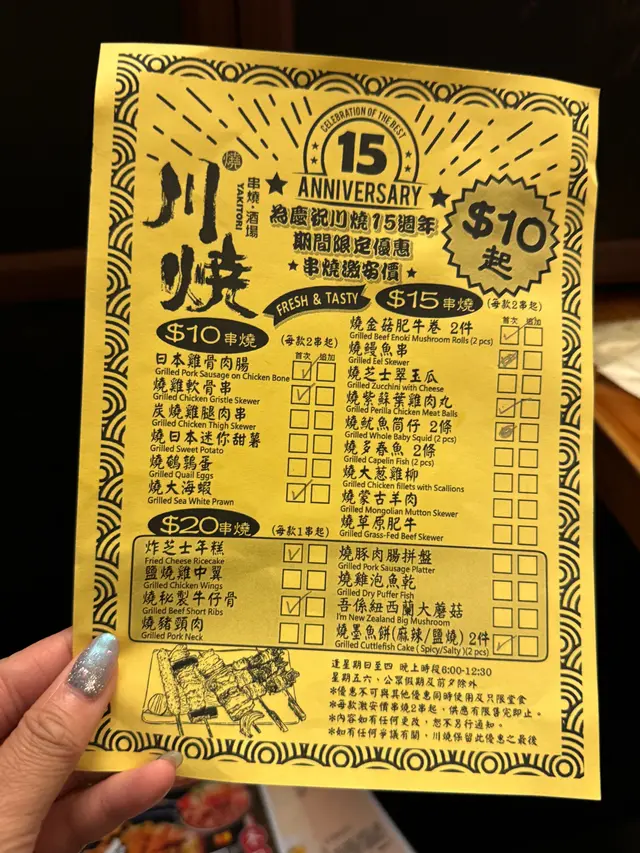 CELEBRATION OF THE BEST
15
ANNIVERSARY
川燒
燒
串燒·酒場
YAKITORI
為慶祝川燒15週年
期間限定優惠
串燒激安價
$10
起
FRESH & TASTY
$10串燒
(每款2串起)
首次 追加
日本雞骨肉腸
Grilled Pork Sausage on Chicken Bone
燒雞軟骨串
Grilled Chicken Gristle Skewer
炭燒雞腿肉串
Grilled Chicken Thigh Skewer
燒日本迷你甜薯
Grilled Sweet Potato
燒鵪鶉蛋
Grilled Quail Eggs
燒大海蝦
Grilled Sea White Prawn
$15串燒
(每款2串起)
首次 追加
燒金菇肥牛卷 2件
Grilled Beef Enoki Mushroom Rolls (2 pcs)
燒鰻魚串
Grilled Eel Skewer
燒芝士翠玉瓜
Grilled Zucchini with Cheese
燒紫蘇葉雞肉丸
Grilled Perilla Chicken Meat Balls
燒魷魚筒仔 2條
Grilled Whole Baby Squid (2 pcs)
燒多春魚 2條
Grilled Capelin Fish (2 pcs)
燒大葱雞柳
Grilled Chicken fillets with Scallions
燒蒙古羊肉
Grilled Mongolian Mutton Skewer
燒草原肥牛
Grilled Grass-Fed Beef Skewer
$20串燒
(每款1串起)
炸芝士年糕
Fried Cheese Ricecake
鹽燒雞中翼
Grilled Chicken Wings
燒秘製牛仔骨
Grilled Beef Short Ribs
燒豬頸肉
Grilled Pork Neck
燒豚肉腸拼盤
Grilled Pork Sausage Platter
燒雞泡魚乾
Grilled Dry Puffer Fish
吾係紐西蘭大蘑菇
I'm New Zealand Big Mushroom
燒墨魚餅(麻辣/鹽燒) 2件
Grilled Cuttlefish Cake ( Spicy/Salty )(2 pcs)
逢星期日至四 晚上時段6:00-12:30
星期五六，公眾假期及前夕除外
*優惠不可與其他優惠同時使用及只限堂食
*每款激安價串燒2串起，供應有限售完即止。
*內容如有任何更改，恕不另行通知。
*如有任何爭議有關，川燒保留此優惠之最後